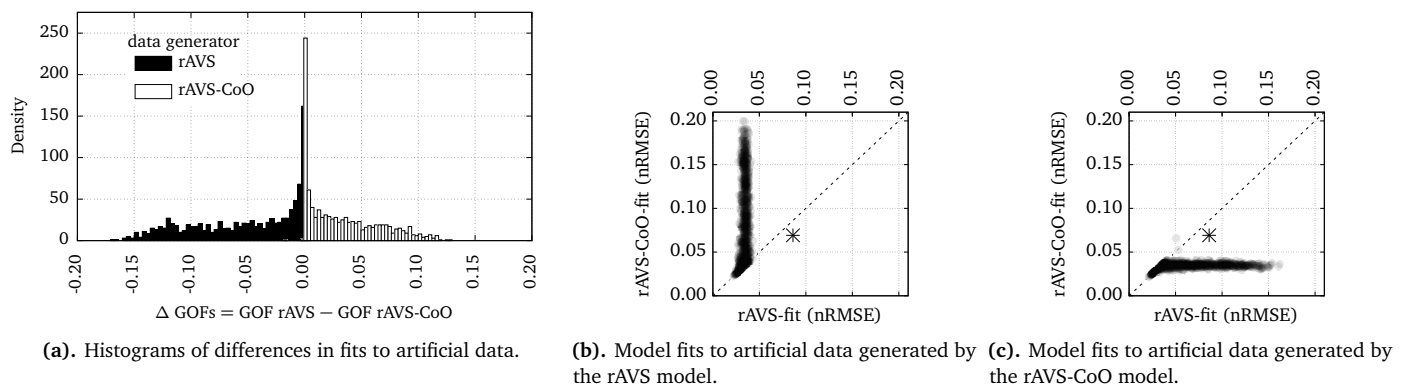 250
200
150
100
50
0
Density
data generator
rAVS
rAVS-CoO
-0.20
-0.15
-0.10
-0.05
0.00
0.05
0.10
0.15
0.20
Δ GOFs = GOF rAVS − GOF rAVS-CoO
(a). Histograms of differences in fits to artificial data.
0.00
0.05
0.10
0.15
0.20
0.20
0.15
0.10
0.05
0.00
rAVS-CoO-fit (nRMSE)
rAVS-fit (nRMSE)
(b). Model fits to artificial data generated by
the rAVS model.
0.00
0.05
0.10
0.15
0.20
0.20
0.15
0.10
0.05
0.00
rAVS-CoO-fit (nRMSE)
rAVS-fit (nRMSE)
(c). Model fits to artificial data generated by
the rAVS-CoO model.